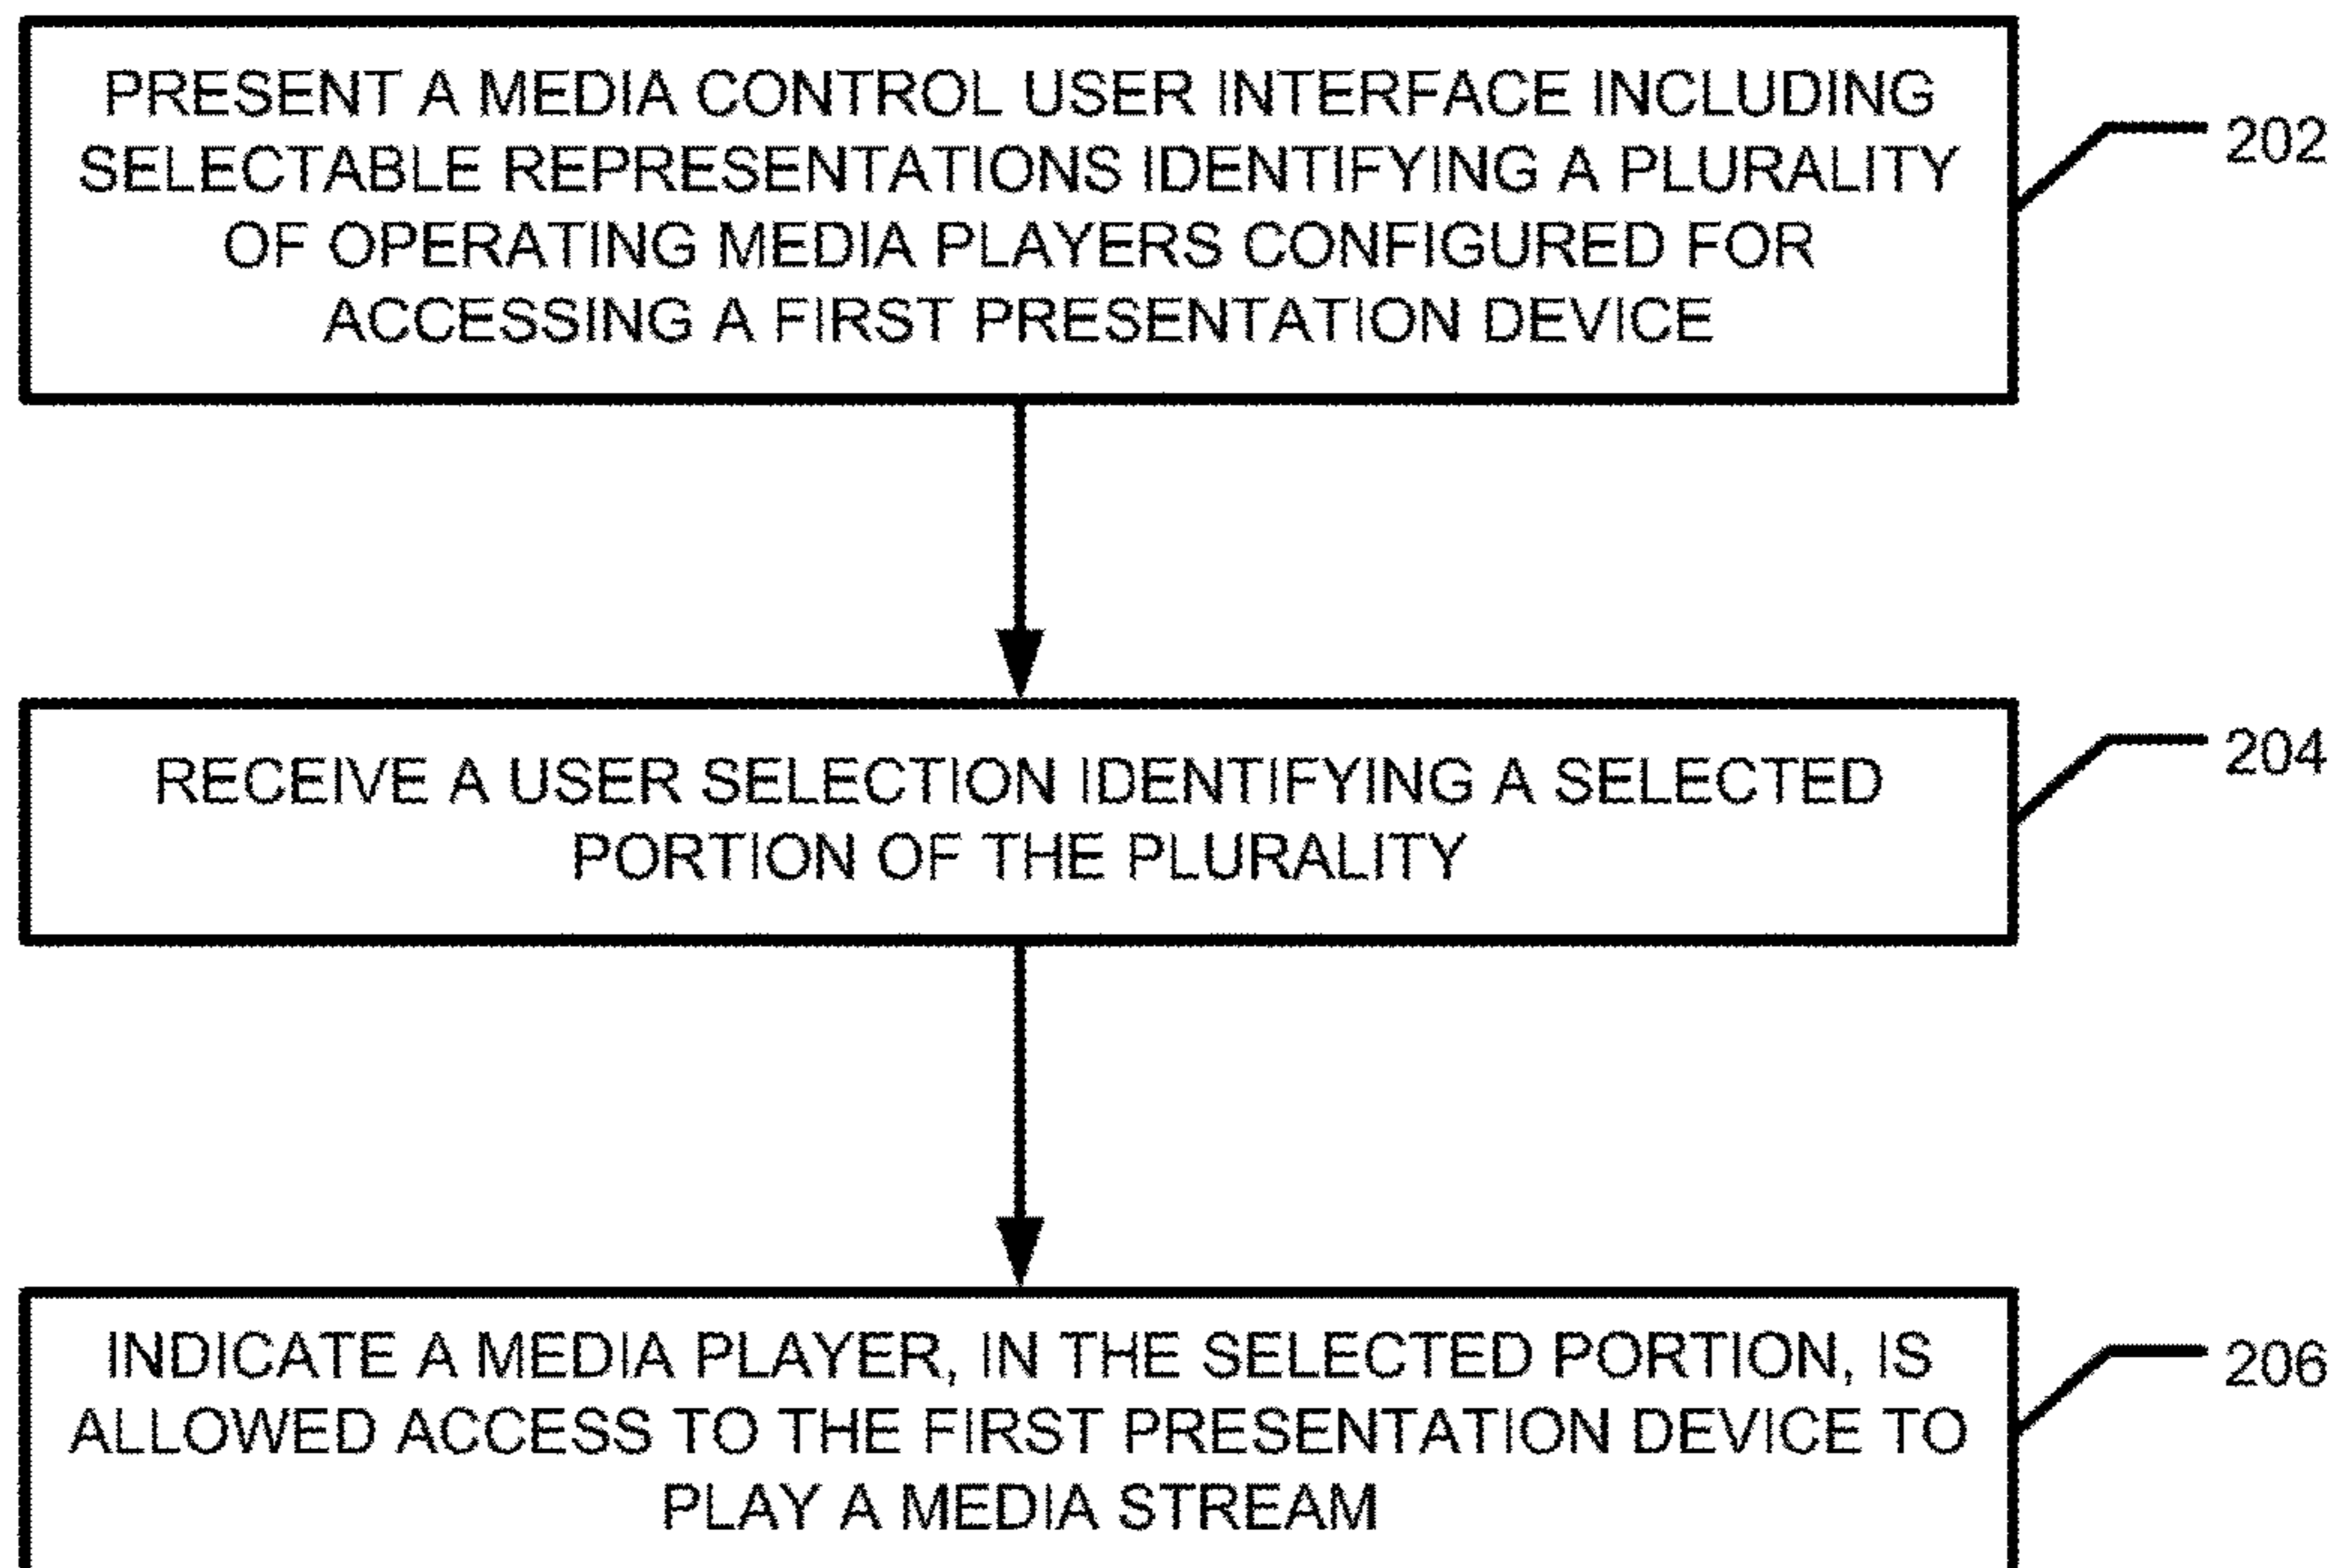 PRESENT A MEDIA CONTROL USER INTERFACE INCLUDING
SELECTABLE REPRESENTATIONS IDENTIFYING A PLURALITY
OF OPERATING MEDIA PLAYERS CONFIGURED FOR
ACCESSING A FIRST PRESENTATION DEVICE
202
RECEIVE A USER SELECTION IDENTIFYING A SELECTED
PORTION OF THE PLURALITY
204
INDICATE A MEDIA PLAYER, IN THE SELECTED PORTION, IS
ALLOWED ACCESS TO THE FIRST PRESENTATION DEVICE TO
PLAY A MEDIA STREAM
206